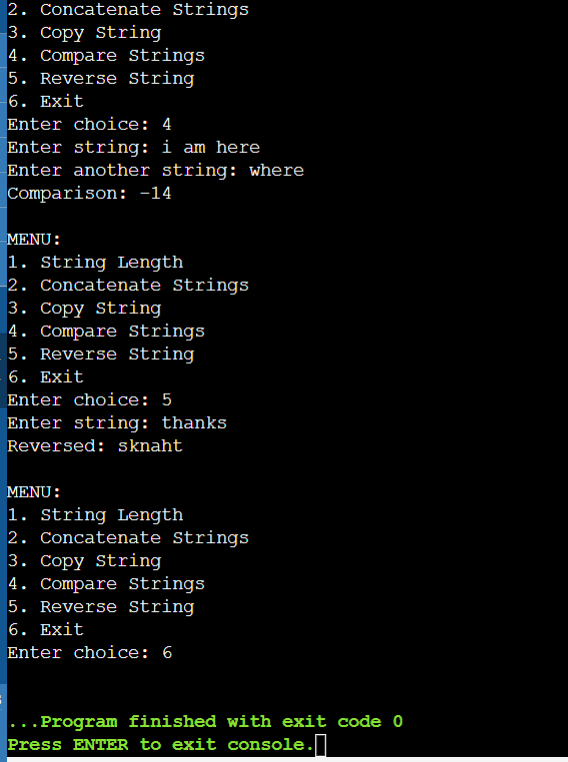 2. Concatenate Strings
3. Copy String
4. Compare Strings
5. Reverse String
6. Exit
Enter choice: 4
Enter string: i am here
Enter another string: where
Comparison: -14

MENU:
1. String Length
2. Concatenate Strings
3. Copy String
4. Compare Strings
5. Reverse String
6. Exit
Enter choice: 5
Enter string: thanks
Reversed: sknaht

MENU:
1. String Length
2. Concatenate Strings
3. Copy String
4. Compare Strings
5. Reverse String
6. Exit
Enter choice: 6

...Program finished with exit code 0
Press ENTER to exit console.